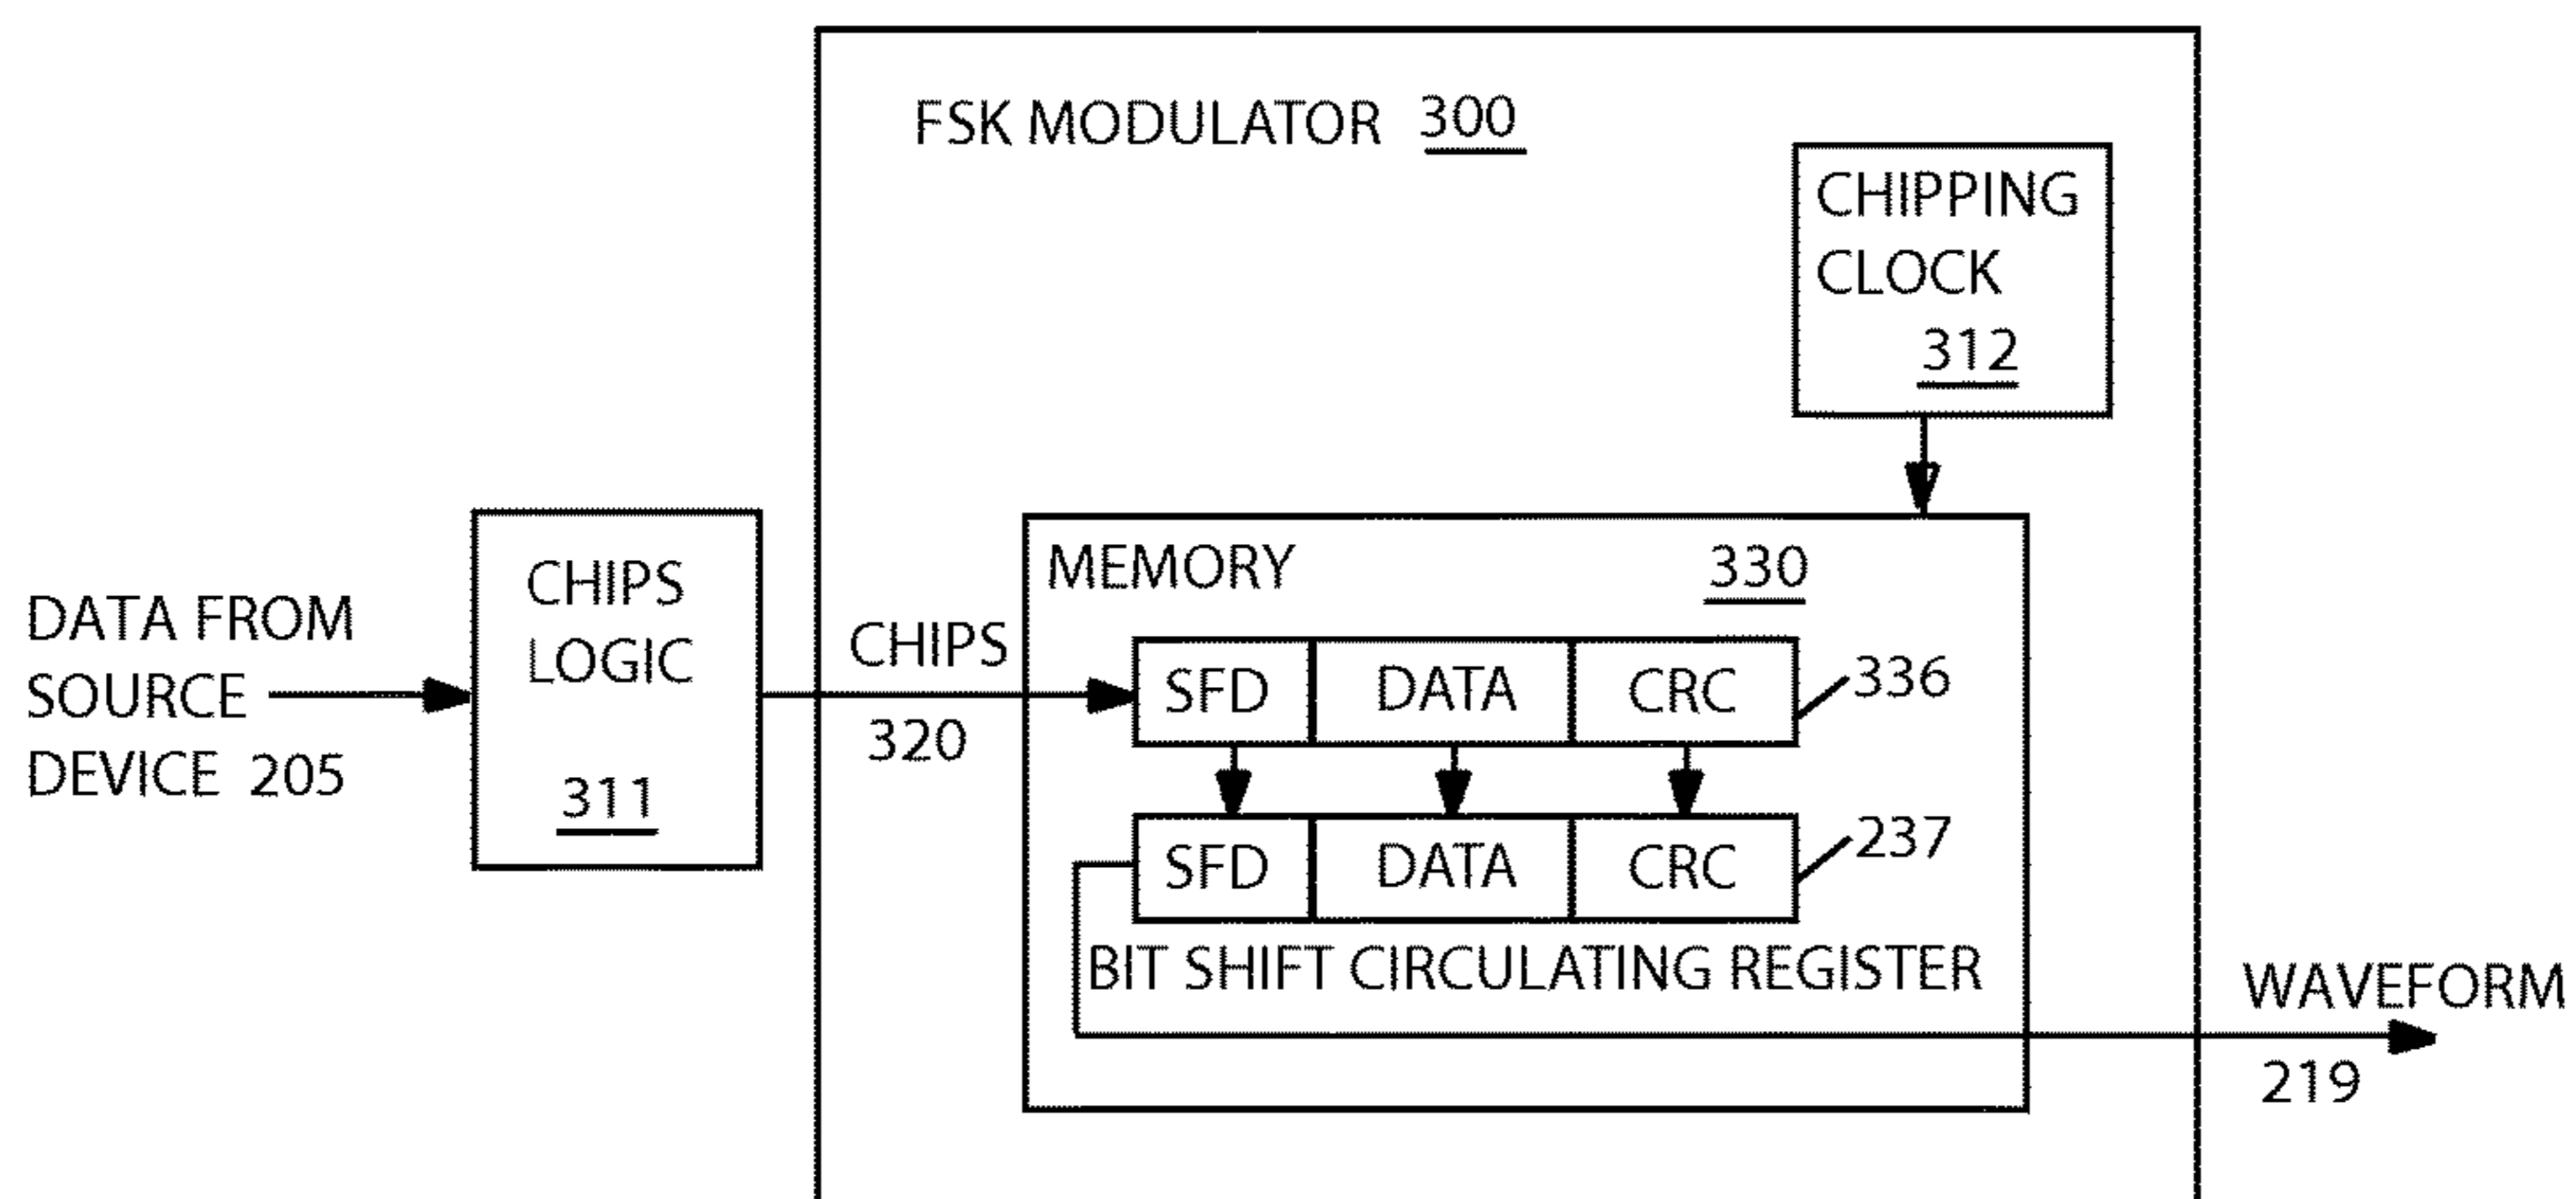 FSK MODULATOR 300
CHIPPING
CLOCK
312
DATA FROM
SOURCE
DEVICE 205
CHIPS
LOGIC
311
CHIPS
320
MEMORY 330
SFD DATA CRC 336
SFD DATA CRC 237
BIT SHIFT CIRCULATING REGISTER
WAVEFORM
219